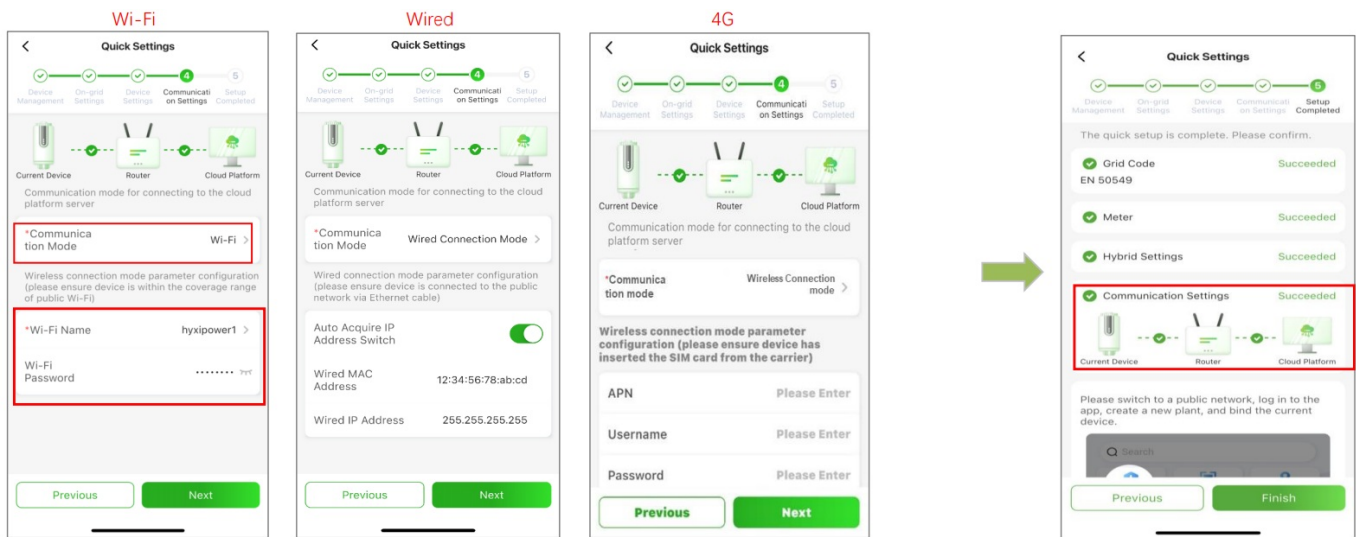 Wi-Fi
Quick Settings
4
5
Device Management
On-grid Settings
Device Settings
Communicati on Settings
Setup Completed
Current Device
Router
Cloud Platform
Communication mode for connecting to the cloud
platform server
*Communica
tion Mode
Wi-Fi >
Wireless connection mode parameter configuration
(please ensure device is within the coverage range
of public Wi-Fi)
*Wi-Fi Name
hyxipower1 >
Wi-Fi
Password
········
Previous
Next
Wired
Quick Settings
4
5
Device Management
On-grid Settings
Device Settings
Communicati on Settings
Setup Completed
Current Device
Router
Cloud Platform
Communication mode for connecting to the cloud
platform server
*Communica
tion Mode
Wired Connection Mode >
Wired connection mode parameter configuration
(please ensure device is connected to the public
network via Ethernet cable)
Auto Acquire IP
Address Switch
Wired MAC
Address
12:34:56:78:ab:cd
Wired IP Address
255.255.255.255
Previous
Next
4G
Quick Settings
4
5
Device Management
On-grid Settings
Device Settings
Communicati on Settings
Setup Completed
Current Device
Router
Cloud Platform
Communication mode for connecting to the cloud
platform server
*Communica
tion mode
Wireless Connection
mode >
Wireless connection mode parameter
configuration (please ensure device has
inserted the SIM card from the carrier)
APN
Please Enter
Username
Please Enter
Password
Please Enter
Previous
Next
Quick Settings
5
Device Management
On-grid Settings
Device Settings
Communicati on Settings
Setup Completed
The quick setup is complete. Please confirm.
Grid Code
Succeeded
EN 50549
Meter
Succeeded
Hybrid Settings
Succeeded
Communication Settings
Succeeded
Current Device
Router
Cloud Platform
Please switch to a public network, log in to the
app, create a new plant, and bind the current
device.
Search
Previous
Finish